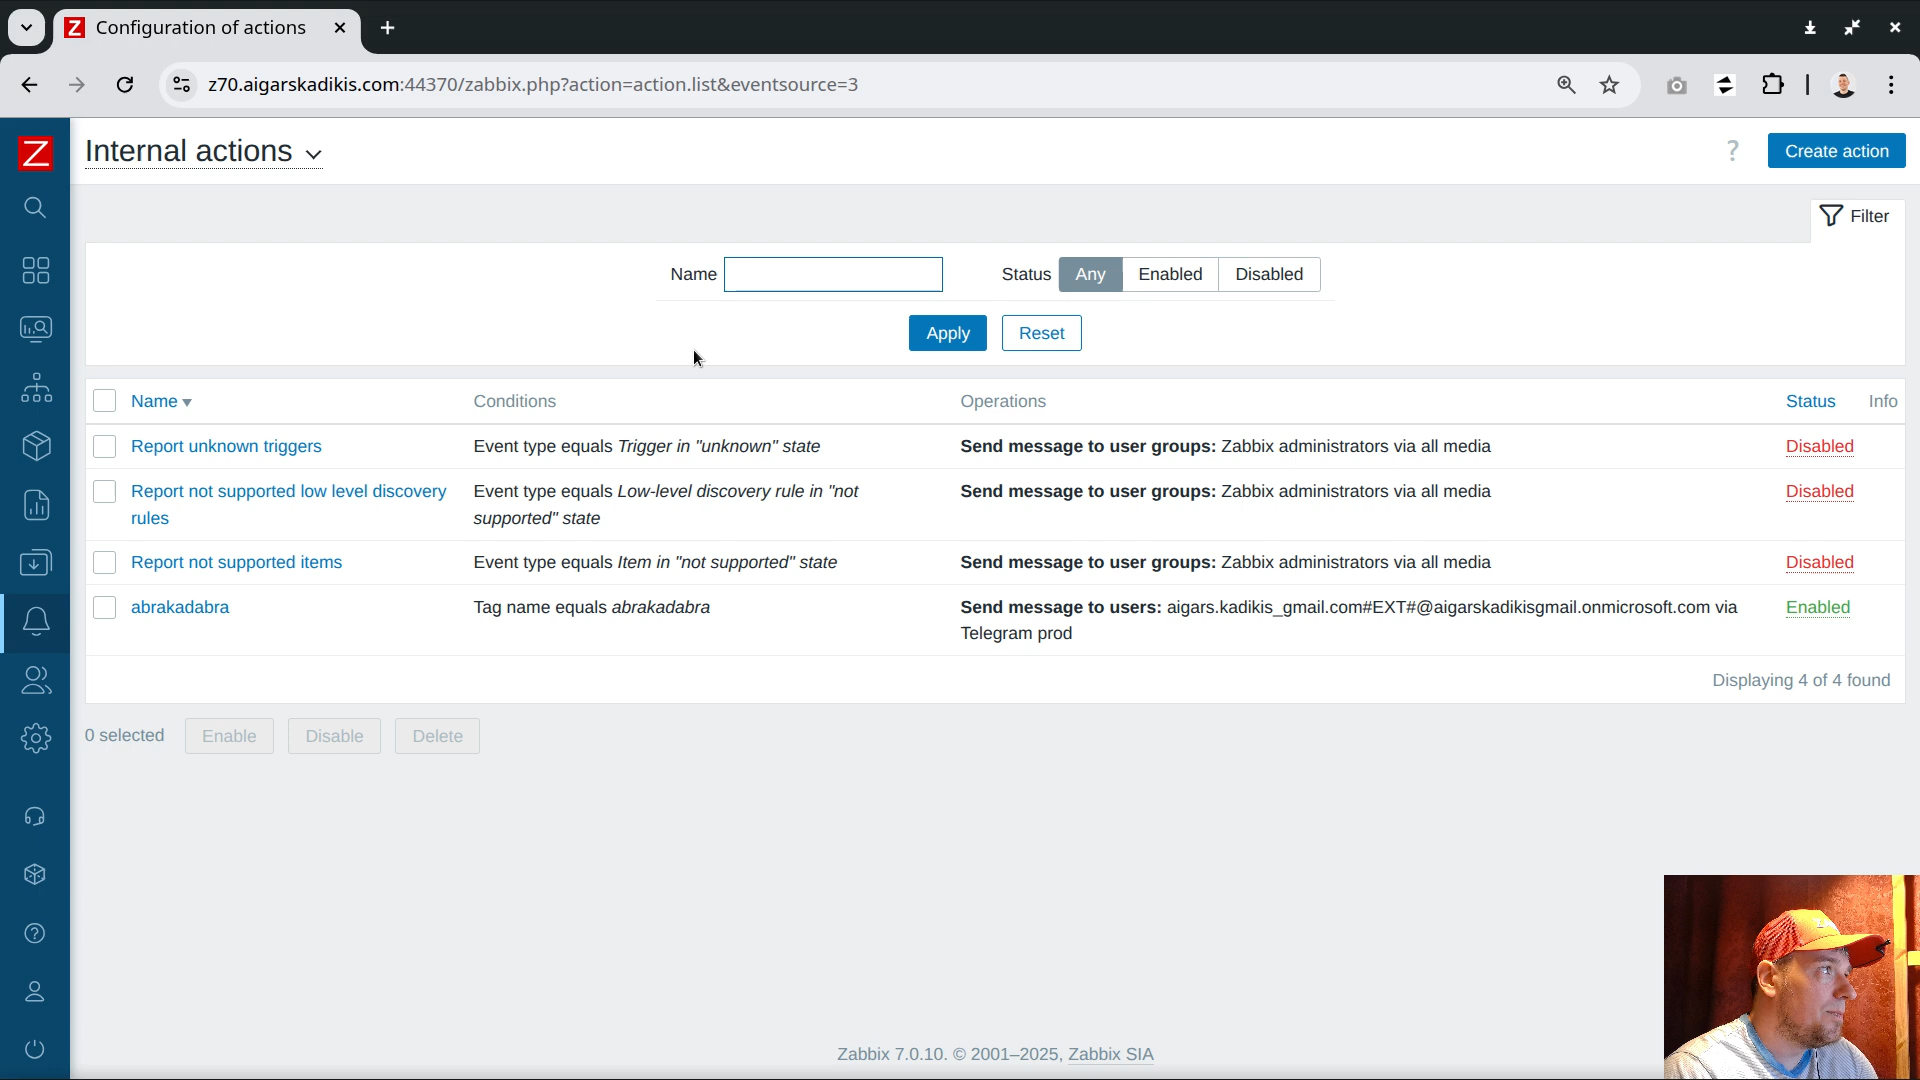 Z Configuration of actions
z70.aigarskadikis.com:44370/zabbix.php?action=action.list&eventsource=3
Z
Internal actions
? Create action
Filter
Name Status Any Enabled Disabled
Apply Reset
Name Conditions Operations Status Info
Report unknown triggers Event type equals Trigger in "unknown" state Send message to user groups: Zabbix administrators via all media Disabled
Report not supported low level discovery Event type equals Low-level discovery rule in "not Send message to user groups: Zabbix administrators via all media Disabled
rules supported" state
Report not supported items Event type equals Item in "not supported" state Send message to user groups: Zabbix administrators via all media Disabled
abrakadabra Tag name equals abrakadabra Send message to users: aigars.kadikis_gmail.com#EXT#@aigarskadikisgmail.onmicrosoft.com via Enabled
Telegram prod
Displaying 4 of 4 found
0 selected Enable Disable Delete
Zabbix 7.0.10. © 2001–2025, Zabbix SIA